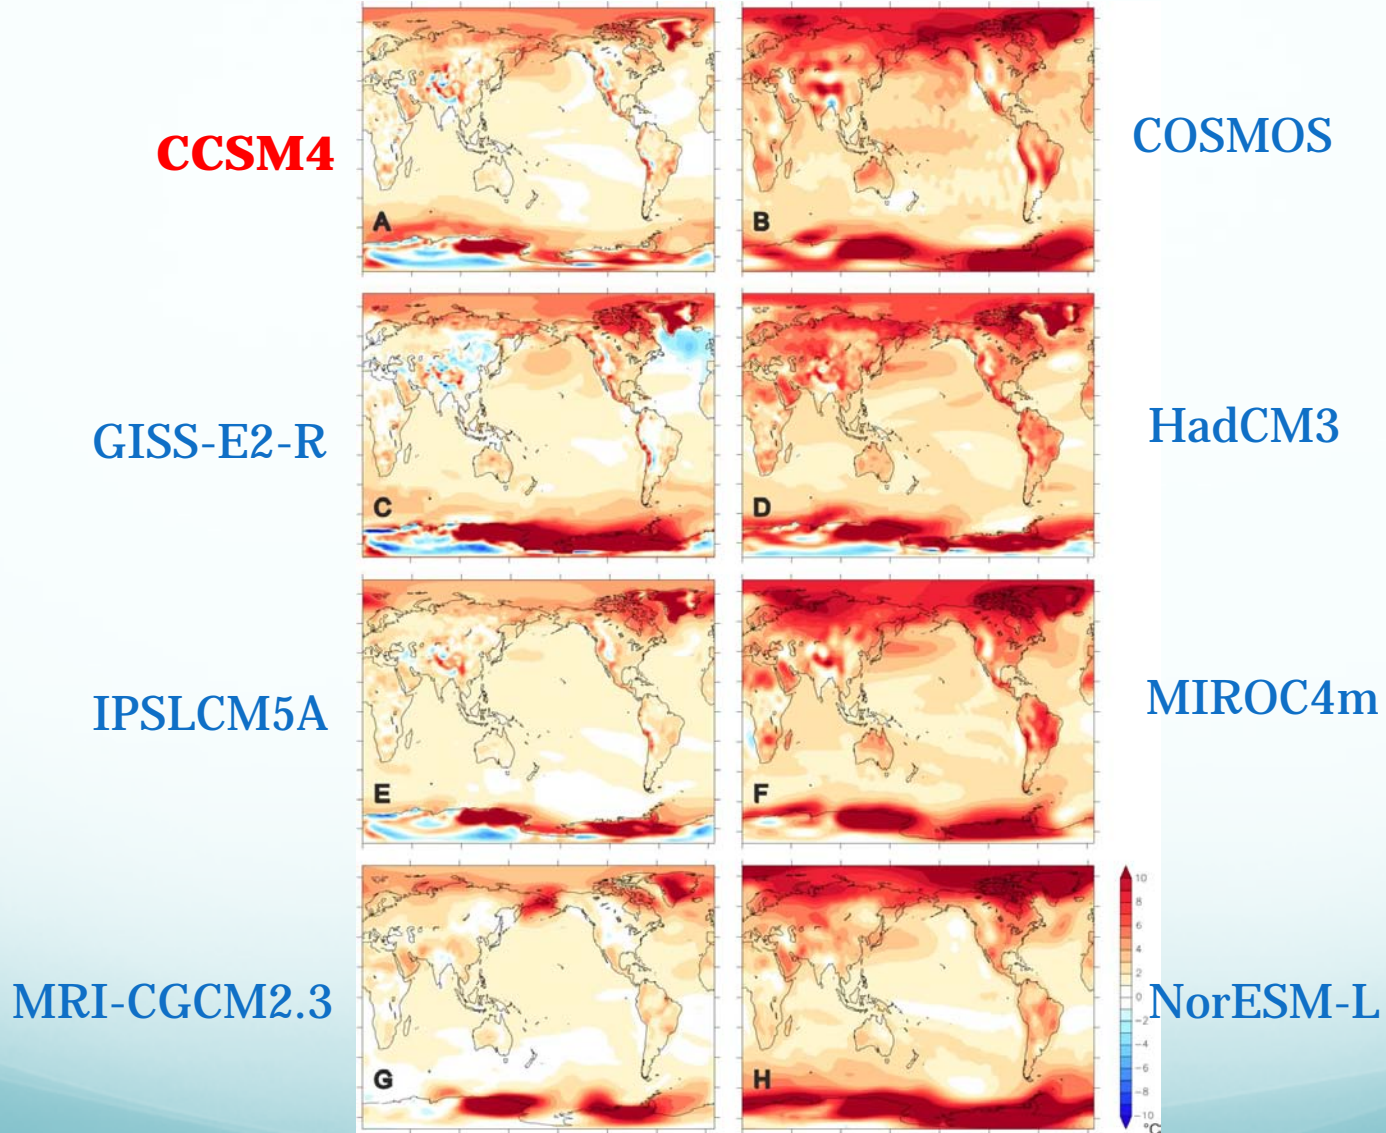 CCSM4
A
B
COSMOS
GISS-E2-R
C
D
HadCM3
IPSLCM5A
E
F
MIROC4m
MRI-CGCM2.3
G
H
NorESM-L
10
8
6
4
2
0
-2
-4
-6
-8
-10
°C